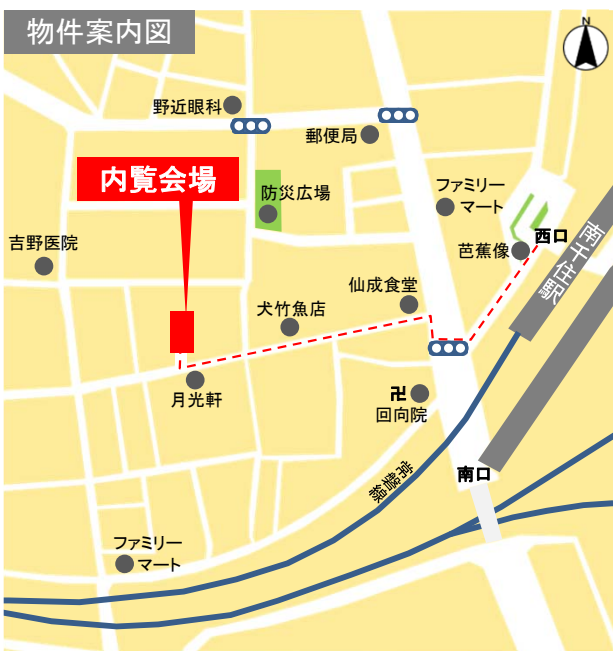 物件案内図
野近眼科
郵便局
内覧会場
防災広場
ファミリー
マート
吉野医院
芭蕉像
西口
南千住駅
仙成食堂
犬竹魚店
月光軒
卍
回向院
南口
常磐線
ファミリー
マート